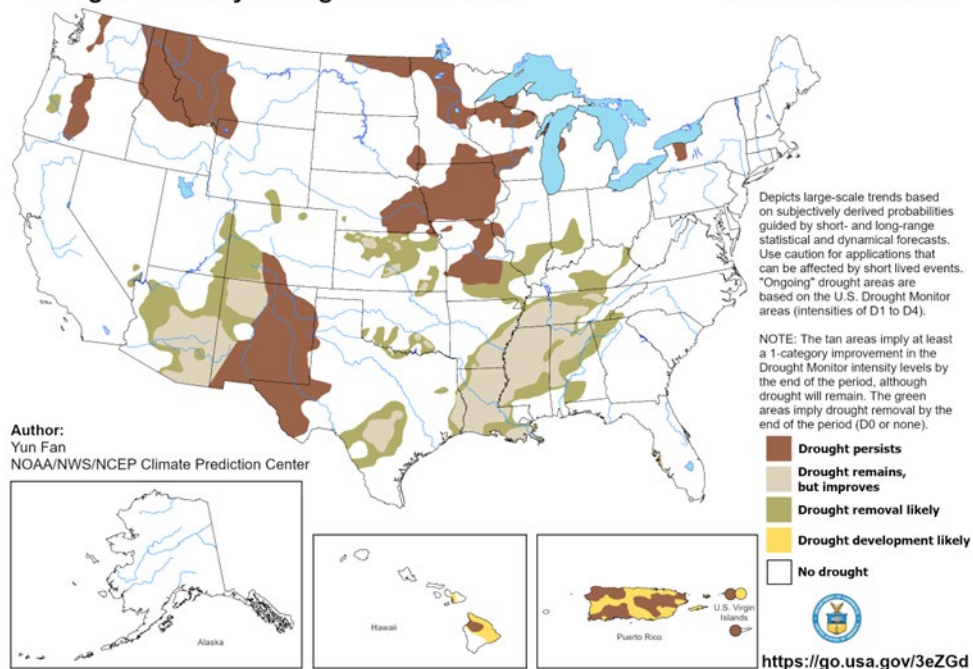 Depicts large-scale trends based
on subjectively derived probabilities
guided by short- and long-range
statistical and dynamical forecasts.
Use caution for applications that
can be affected by short lived events.
"Ongoing" drought areas are
based on the U.S. Drought Monitor
areas (intensities of D1 to D4).
NOTE: The tan areas imply at least
a 1-category improvement in the
Drought Monitor intensity levels by
the end of the period, although
drought will remain. The green
areas imply drought removal by the
end of the period (D0 or none).
Author:
Yun Fan
NOAA/NWS/NCEP Climate Prediction Center
Drought persists
Drought remains,
but improves
Drought removal likely
Drought development likely
No drought
Alaska
Hawaii
Puerto Rico
U.S. Virgin
Islands
https://go.usa.gov/3eZGd